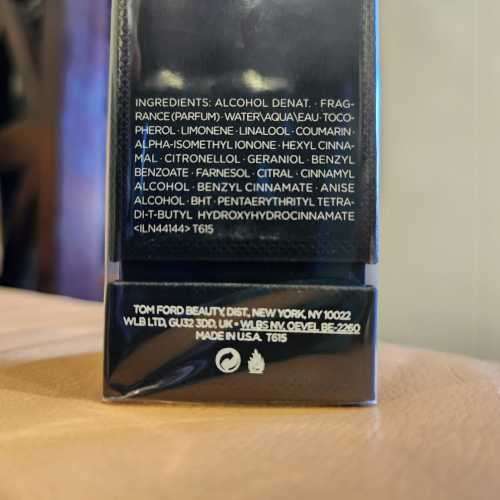 INGREDIENTS: ALCOHOL DENAT. · FRAG-
RANCE (PARFUM) · WATER\AQUA\EAU · TOCO-
PHEROL · LIMONENE · LINALOOL · COUMARIN ·
ALPHA-ISOMETHYL IONONE · HEXYL CINNA-
MAL · CITRONELLOL · GERANIOL · BENZYL
BENZOATE · FARNESOL · CITRAL · CINNAMYL
ALCOHOL · BENZYL CINNAMATE · ANISE
ALCOHOL · BHT · PENTAERYTHRITYL TETRA-
DI-T-BUTYL HYDROXYHYDROCINNAMATE
<ILN44144> T615
TOM FORD BEAUTY, DIST., NEW YORK, NY 10022
WLB LTD, GU32 3DD, UK • WLBS NV, OEVEL BE-2260
MADE IN U.S.A. T615